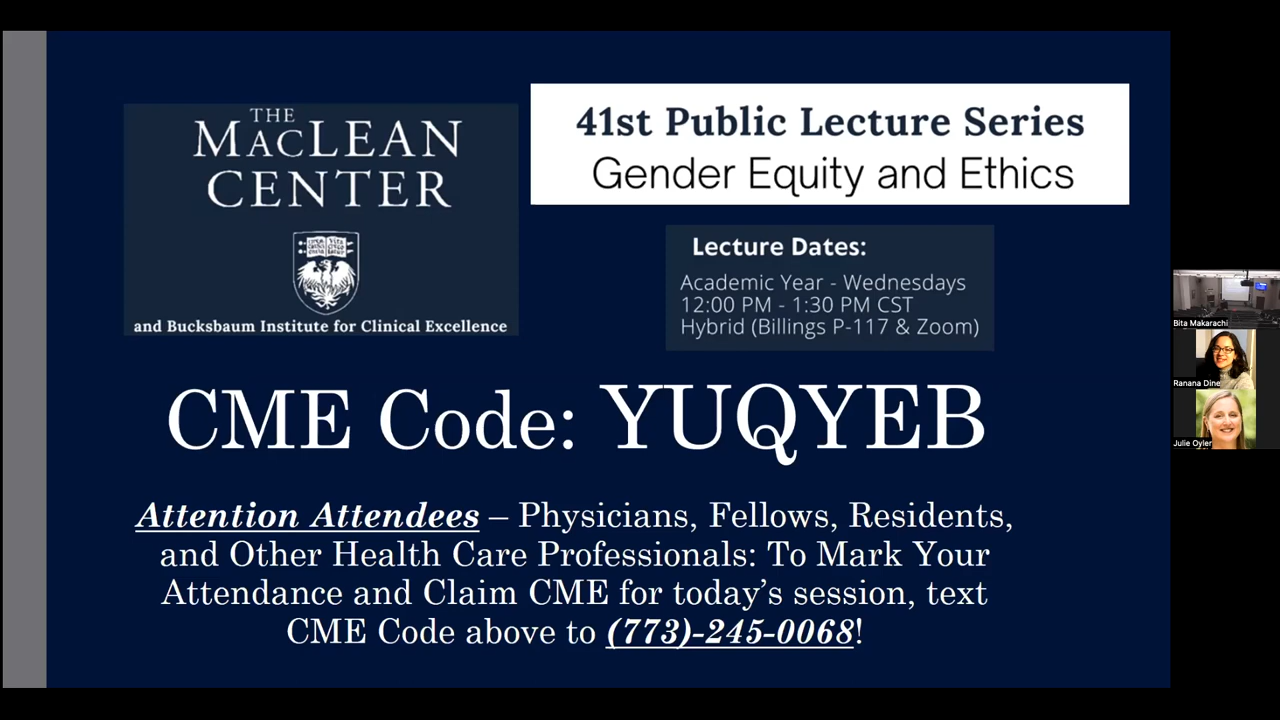 THE
MACLEAN
CENTER
and Bucksbaum Institute for Clinical Excellence
41st Public Lecture Series
Gender Equity and Ethics
Lecture Dates:
Academic Year - Wednesdays
12:00 PM - 1:30 PM CST
Hybrid (Billings P-117 & Zoom)
CME Code: YUQYEB
Attention Attendees – Physicians, Fellows, Residents,
and Other Health Care Professionals: To Mark Your
Attendance and Claim CME for today’s session, text
CME Code above to (773)-245-0068!
Bita Makarachi
Ranana Dine
Julie Oyler